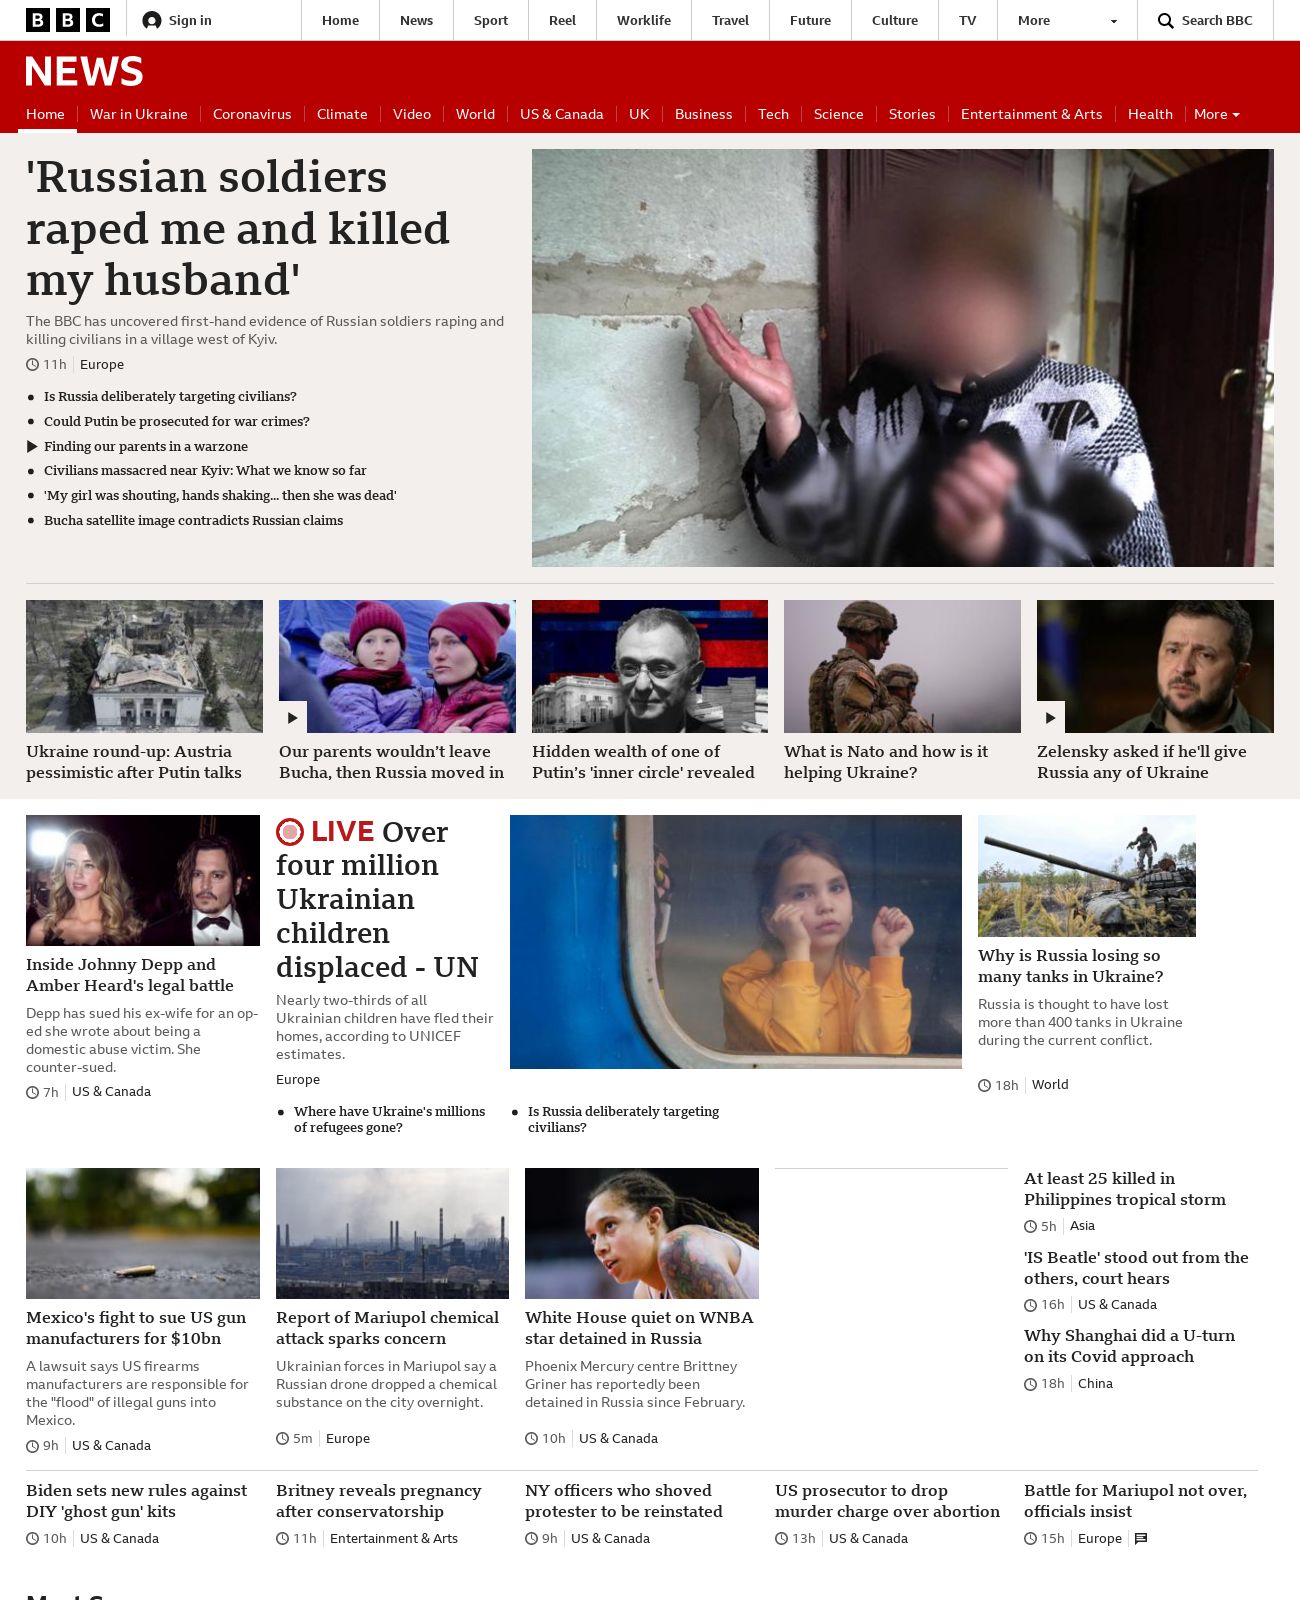 BBC
Sign in
Home
News
Sport
Reel
Worklife
Travel
Future
Culture
TV
More
Search BBC
NEWS
Home
War in Ukraine
Coronavirus
Climate
Video
World
US & Canada
UK
Business
Tech
Science
Stories
Entertainment & Arts
Health
More
'Russian soldiers
raped me and killed
my husband'
The BBC has uncovered first-hand evidence of Russian soldiers raping and
killing civilians in a village west of Kyiv.
11h
Europe
Is Russia deliberately targeting civilians?
Could Putin be prosecuted for war crimes?
Finding our parents in a warzone
Civilians massacred near Kyiv: What we know so far
'My girl was shouting, hands shaking... then she was dead'
Bucha satellite image contradicts Russian claims
Ukraine round-up: Austria
pessimistic after Putin talks
Our parents wouldn’t leave
Bucha, then Russia moved in
Hidden wealth of one of
Putin’s 'inner circle' revealed
What is Nato and how is it
helping Ukraine?
Zelensky asked if he'll give
Russia any of Ukraine
Inside Johnny Depp and
Amber Heard's legal battle
Depp has sued his ex-wife for an op-
ed she wrote about being a
domestic abuse victim. She
counter-sued.
7h
US & Canada
LIVE Over
four million
Ukrainian
children
displaced - UN
Nearly two-thirds of all
Ukrainian children have fled their
homes, according to UNICEF
estimates.
Europe
Where have Ukraine's millions
of refugees gone?
Is Russia deliberately targeting
civilians?
Why is Russia losing so
many tanks in Ukraine?
Russia is thought to have lost
more than 400 tanks in Ukraine
during the current conflict.
18h
World
Mexico's fight to sue US gun
manufacturers for $10bn
A lawsuit says US firearms
manufacturers are responsible for
the "flood" of illegal guns into
Mexico.
9h
US & Canada
Report of Mariupol chemical
attack sparks concern
Ukrainian forces in Mariupol say a
Russian drone dropped a chemical
substance on the city overnight.
5m
Europe
White House quiet on WNBA
star detained in Russia
Phoenix Mercury centre Brittney
Griner has reportedly been
detained in Russia since February.
10h
US & Canada
At least 25 killed in
Philippines tropical storm
5h
Asia
'IS Beatle' stood out from the
others, court hears
16h
US & Canada
Why Shanghai did a U-turn
on its Covid approach
18h
China
Biden sets new rules against
DIY 'ghost gun' kits
10h
US & Canada
Britney reveals pregnancy
after conservatorship
11h
Entertainment & Arts
NY officers who shoved
protester to be reinstated
9h
US & Canada
US prosecutor to drop
murder charge over abortion
13h
US & Canada
Battle for Mariupol not over,
officials insist
15h
Europe